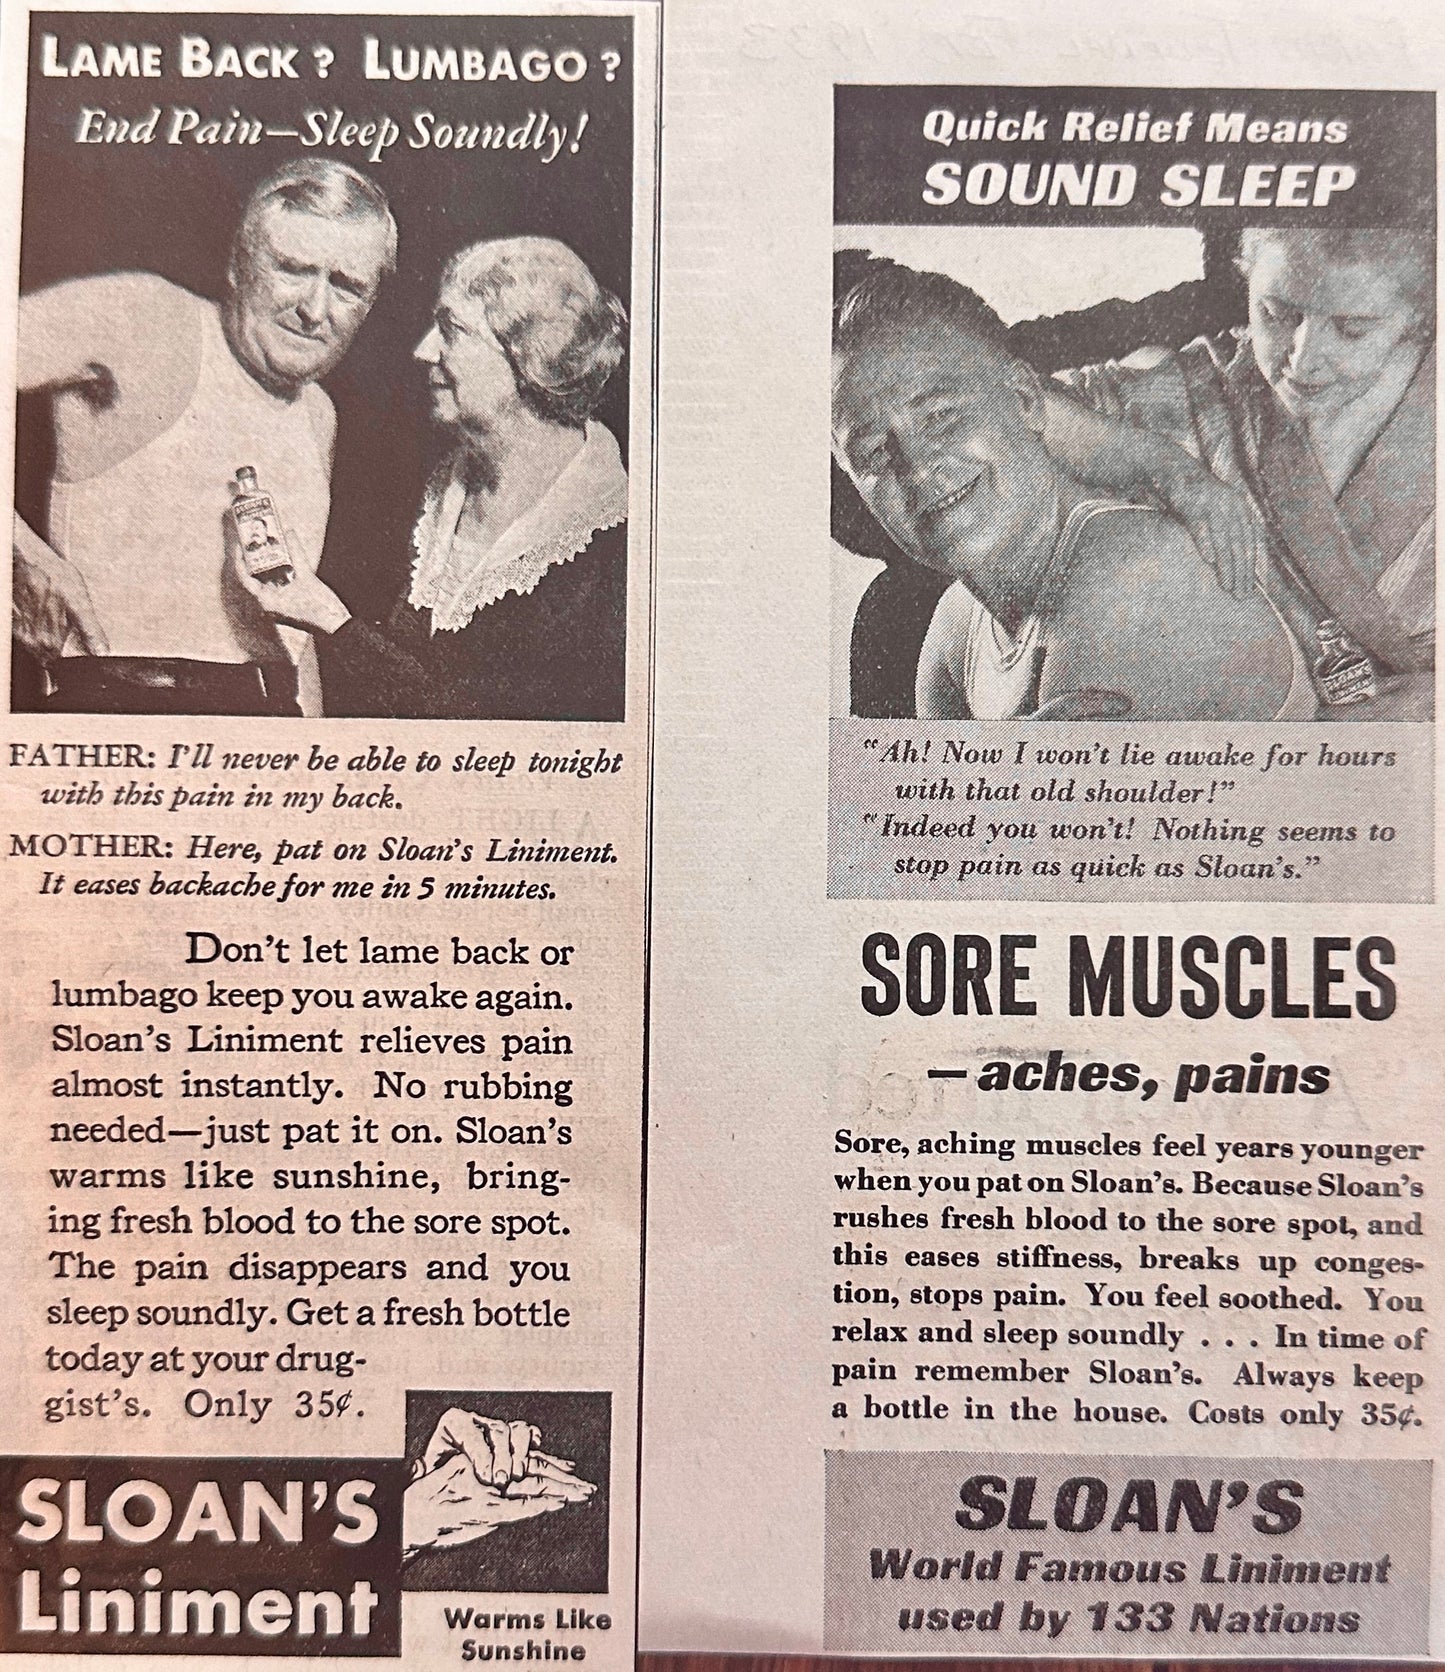 LAME BACK? LUMBAGO?
End Pain—Sleep Soundly!
FATHER: I'll never be able to sleep tonight
with this pain in my back.
MOTHER: Here, pat on Sloan's Liniment.
It eases backache for me in 5 minutes.
Don't let lame back or
lumbago keep you awake again.
Sloan's Liniment relieves pain
almost instantly. No rubbing
needed—just pat it on. Sloan's
warms like sunshine, bring-
ing fresh blood to the sore spot.
The pain disappears and you
sleep soundly. Get a fresh bottle
today at your drug-
gist's. Only 35¢.
SLOAN'S
Liniment
Warms Like
Sunshine
Quick Relief Means
SOUND SLEEP
SLOAN'S
LINIMENT
"Ah! Now I won't lie awake for hours
with that old shoulder!"
"Indeed you won't! Nothing seems to
stop pain as quick as Sloan's."
SORE MUSCLES
—aches, pains
Sore, aching muscles feel years younger
when you pat on Sloan's. Because Sloan's
rushes fresh blood to the sore spot, and
this eases stiffness, breaks up conges-
tion, stops pain. You feel soothed. You
relax and sleep soundly . . . In time of
pain remember Sloan's. Always keep
a bottle in the house. Costs only 35¢.
SLOAN'S
World Famous Liniment
used by 133 Nations